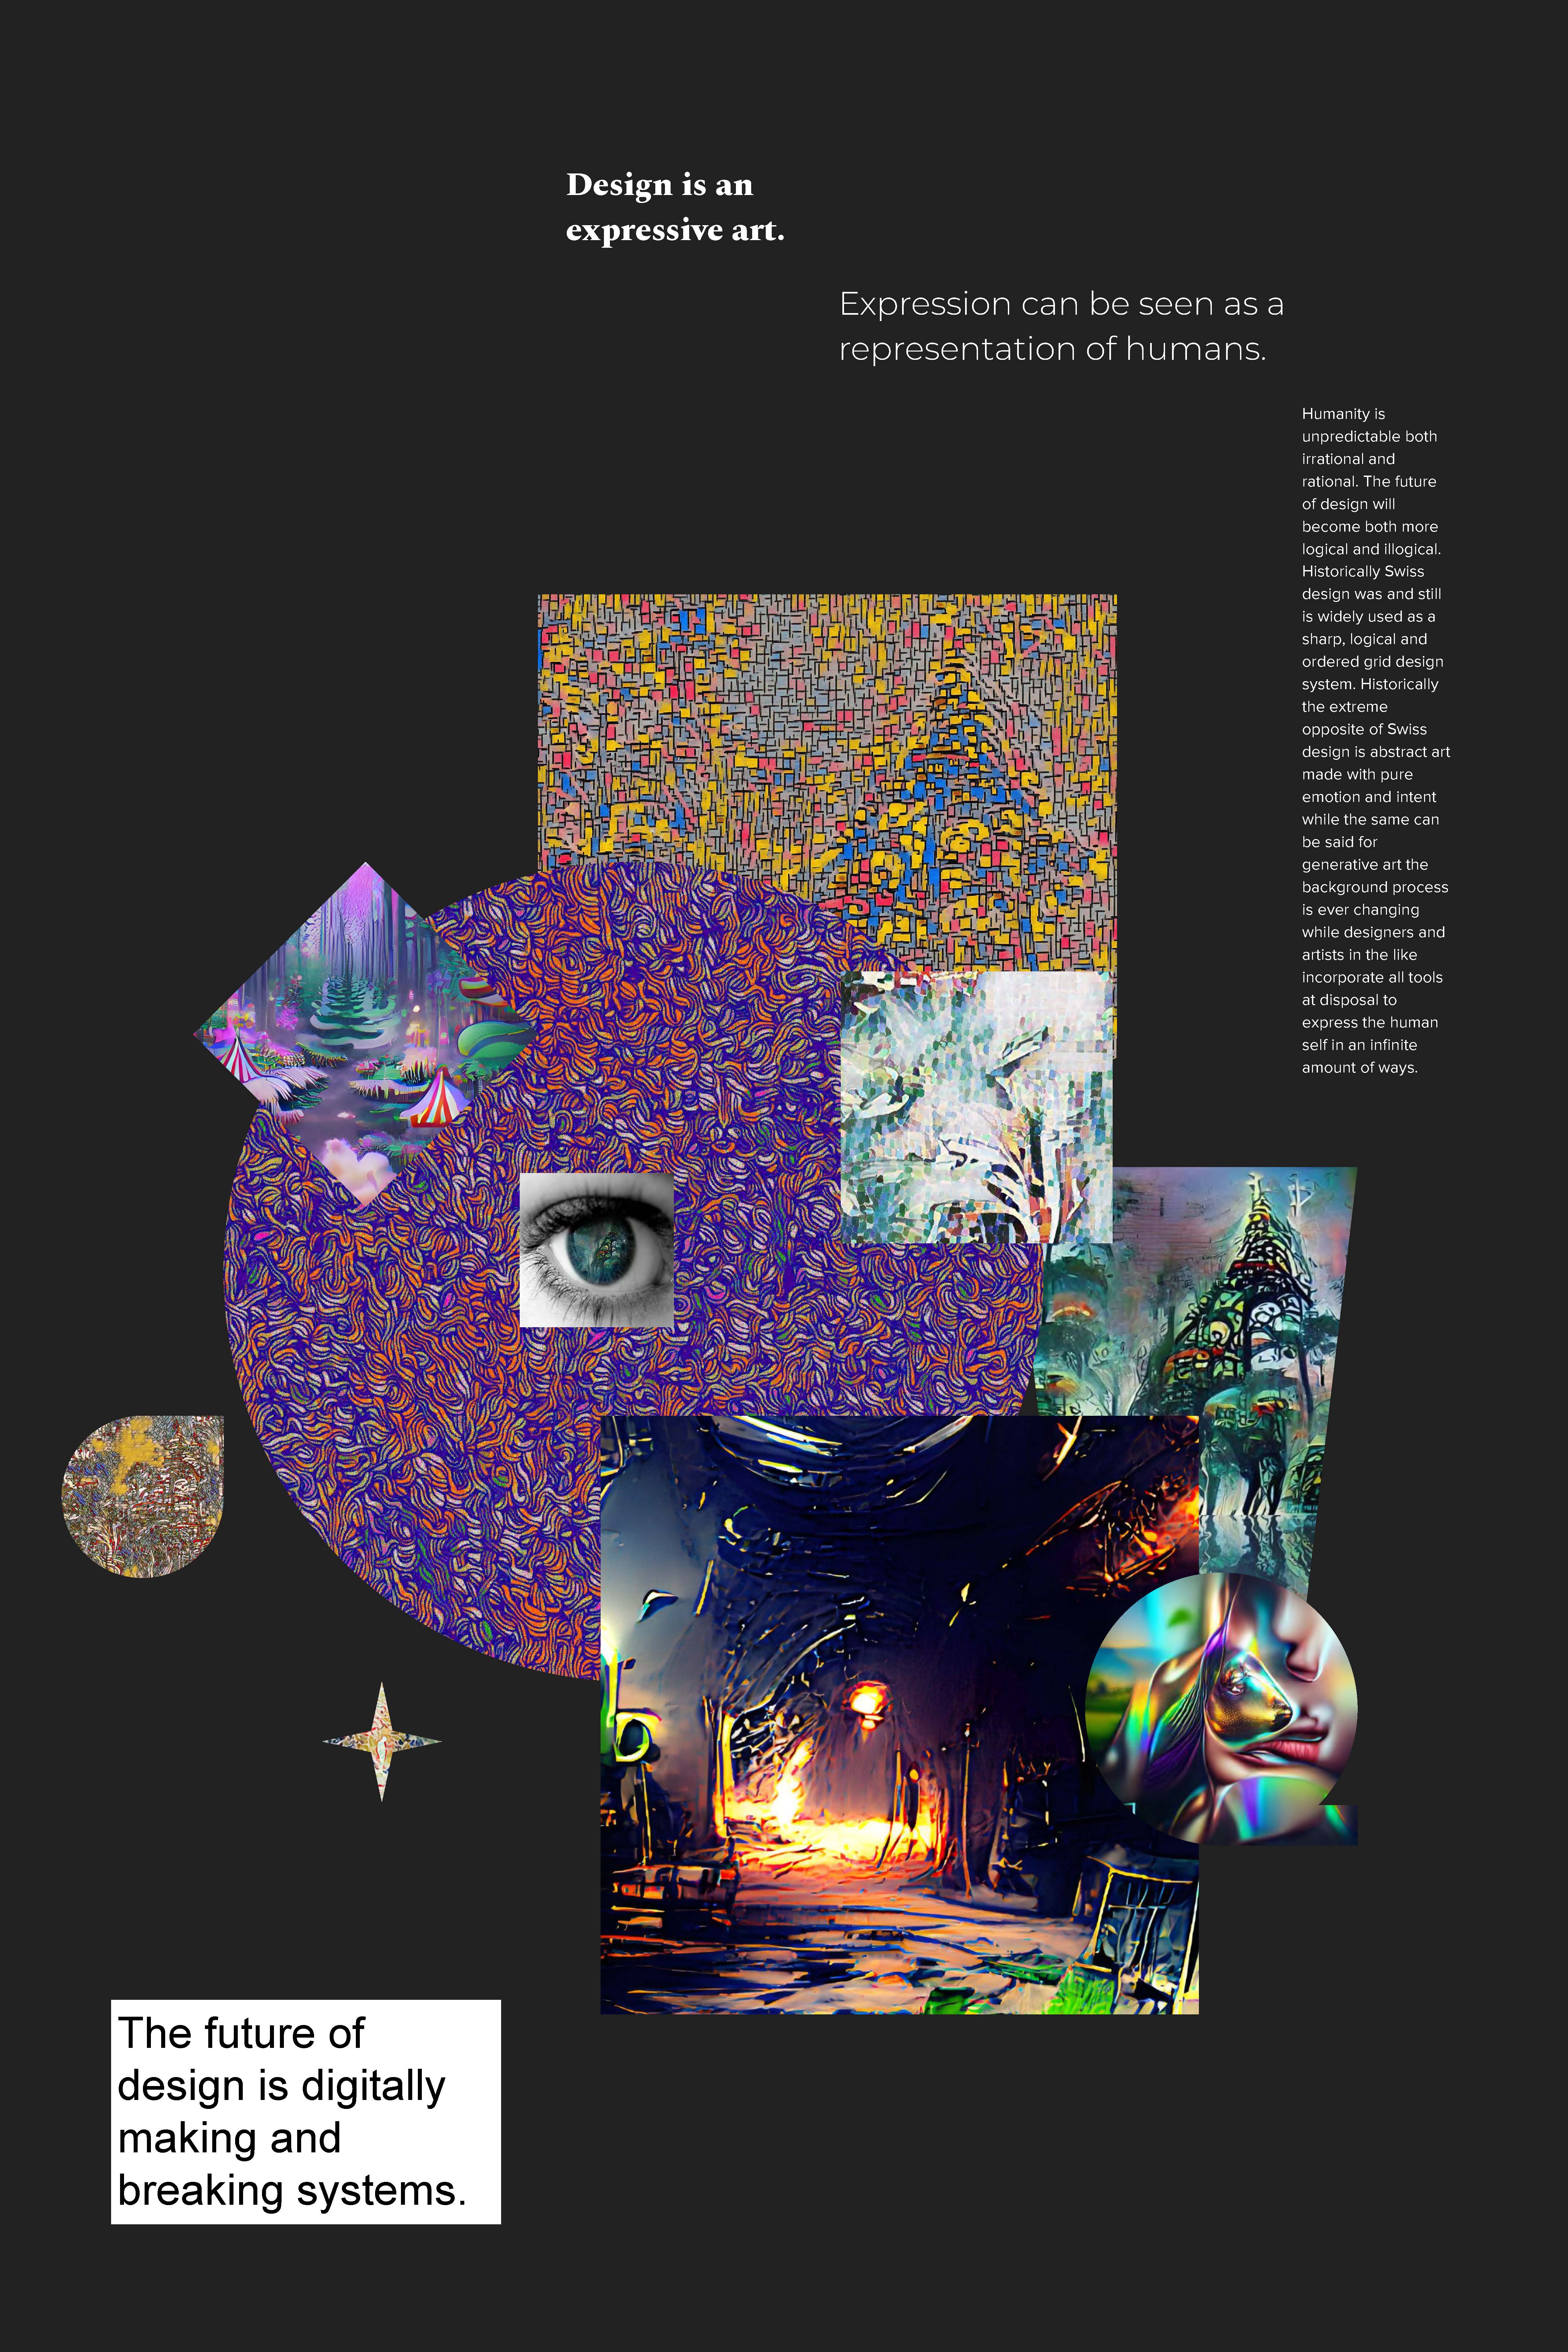 Design is an
expressive art.
Expression can be seen as a
representation of humans.
Humanity is
unpredictable both
irrational and
rational. The future
of design will
become both more
logical and illogical.
Historically Swiss
design was and still
is widely used as a
sharp, logical and
ordered grid design
system. Historically
the extreme
opposite of Swiss
design is abstract art
made with pure
emotion and intent
while the same can
be said for
generative art the
background process
is ever changing
while designers and
artists in the like
incorporate all tools
at disposal to
express the human
self in an infinite
amount of ways.
The future of
design is digitally
making and
breaking systems.